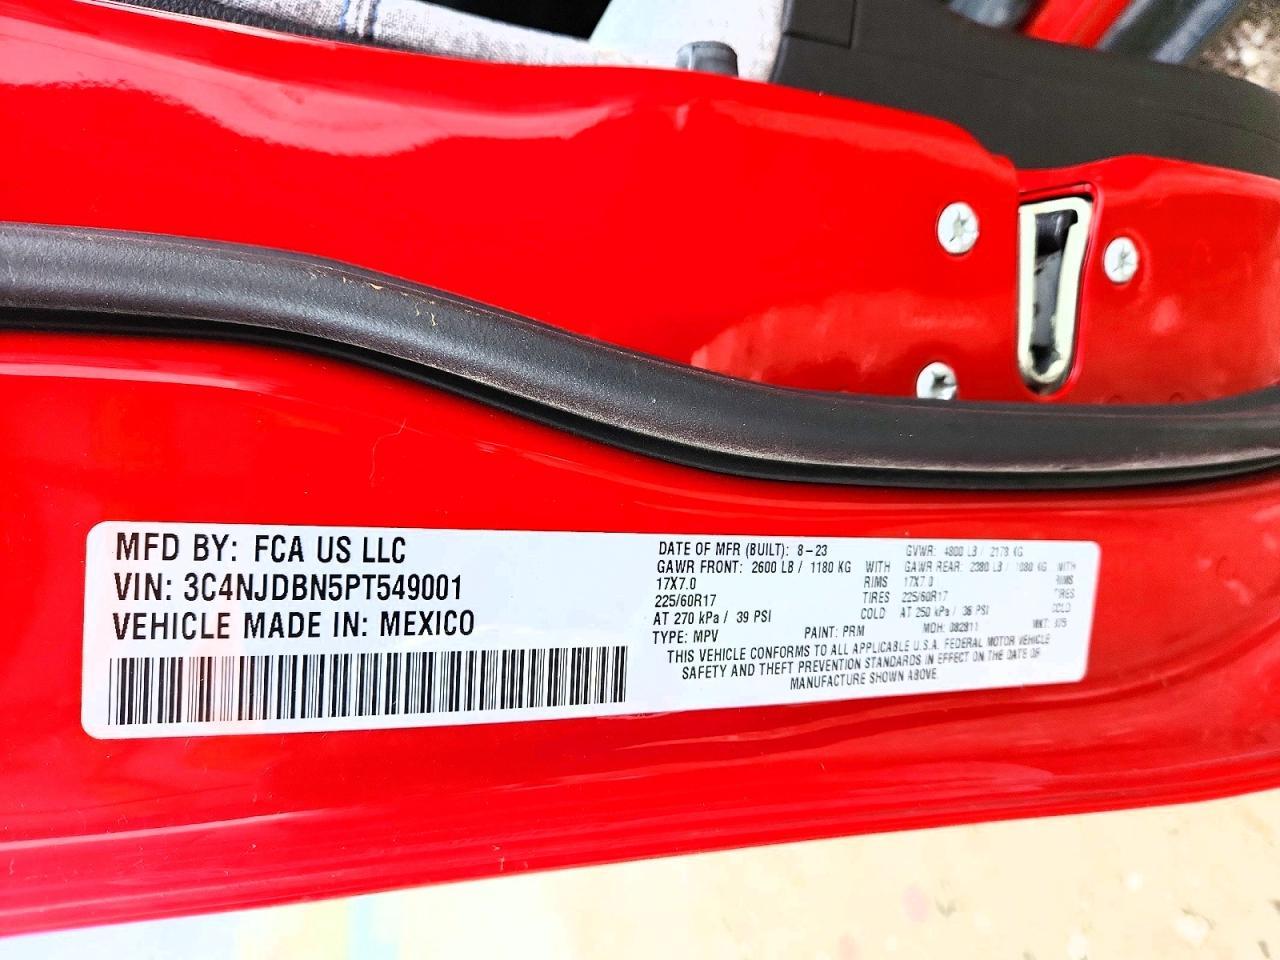 MFD BY: FCA US LLC
VIN: 3C4NJDBN5PT549001
VEHICLE MADE IN: MEXICO
DATE OF MFR (BUILT): 8-23 GVWR: 4800 LB / 2178 KG
GAWR FRONT: 2600 LB / 1180 KG WITH GAWR REAR: 2380 LB / 1080 KG WITH
17X7.0 RIMS 17X7.0 RIMS
225/60R17 TIRES 225/60R17 TIRES
AT 270 kPa / 39 PSI COLD AT 250 kPa / 36 PSI COLD
TYPE: MPV PAINT: PRM MDH: 082811 MKT:
THIS VEHICLE CONFORMS TO ALL APPLICABLE U.S.A. FEDERAL MOTOR VEHICLE
SAFETY AND THEFT PREVENTION STANDARDS IN EFFECT ON THE DATE OF
MANUFACTURE SHOWN ABOVE.